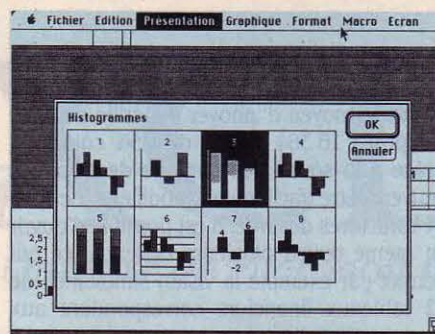 Fichier Edition Présentation Graphique Format Macro Ecran
Histogrammes
OK
Annuler
1 2 3 4
5 6 7 8
4 6
-2
2,5
2
1,5
1
0,5
0